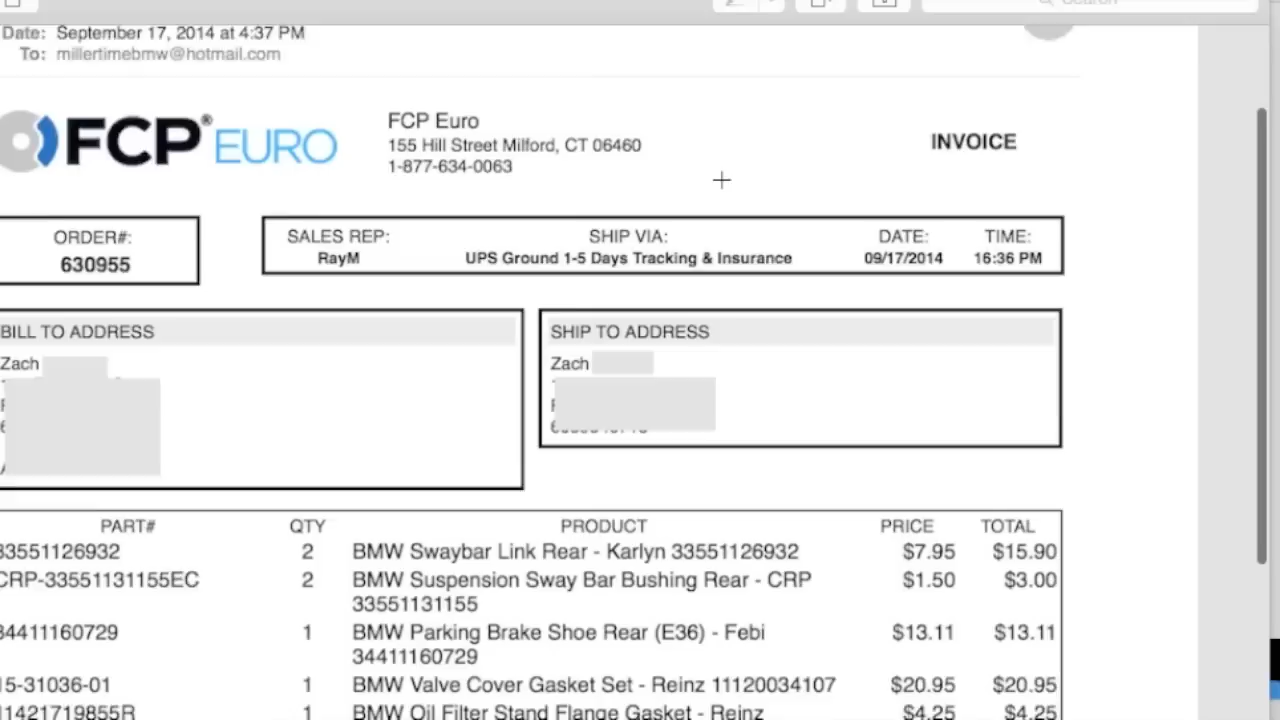 Search
Date: September 17, 2014 at 4:37 PM
To: millertimebmw@hotmail.com
FCP® EURO
FCP Euro
155 Hill Street Milford, CT 06460
1-877-634-0063
INVOICE
ORDER#:
630955
SALES REP: SHIP VIA: DATE: TIME:
RayM UPS Ground 1-5 Days Tracking & Insurance 09/17/2014 16:36 PM
BILL TO ADDRESS
Zach
SHIP TO ADDRESS
Zach
PART# QTY PRODUCT PRICE TOTAL
33551126932 2 BMW Swaybar Link Rear - Karlyn 33551126932 $7.95 $15.90
CRP-33551131155EC 2 BMW Suspension Sway Bar Bushing Rear - CRP $1.50 $3.00
33551131155
34411160729 1 BMW Parking Brake Shoe Rear (E36) - Febi $13.11 $13.11
34411160729
15-31036-01 1 BMW Valve Cover Gasket Set - Reinz 11120034107 $20.95 $20.95
11421719855R 1 BMW Oil Filter Stand Flange Gasket - Reinz $4.25 $4.25